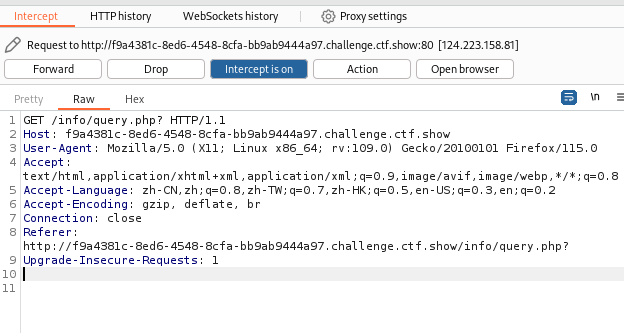 Intercept HTTP history WebSockets history Proxy settings
Request to http://f9a4381c-8ed6-4548-8cfa-bb9ab9444a97.challenge.ctf.show:80 [124.223.158.81]
Forward Drop Intercept is on Action Open browser
Pretty Raw Hex \n
1 GET /info/query.php? HTTP/1.1
2 Host: f9a4381c-8ed6-4548-8cfa-bb9ab9444a97.challenge.ctf.show
3 User-Agent: Mozilla/5.0 (X11; Linux x86_64; rv:109.0) Gecko/20100101 Firefox/115.0
4 Accept:
text/html,application/xhtml+xml,application/xml;q=0.9,image/avif,image/webp,*/*;q=0.8
5 Accept-Language: zh-CN,zh;q=0.8,zh-TW;q=0.7,zh-HK;q=0.5,en-US;q=0.3,en;q=0.2
6 Accept-Encoding: gzip, deflate, br
7 Connection: close
8 Referer:
http://f9a4381c-8ed6-4548-8cfa-bb9ab9444a97.challenge.ctf.show/info/query.php?
9 Upgrade-Insecure-Requests: 1
10
11